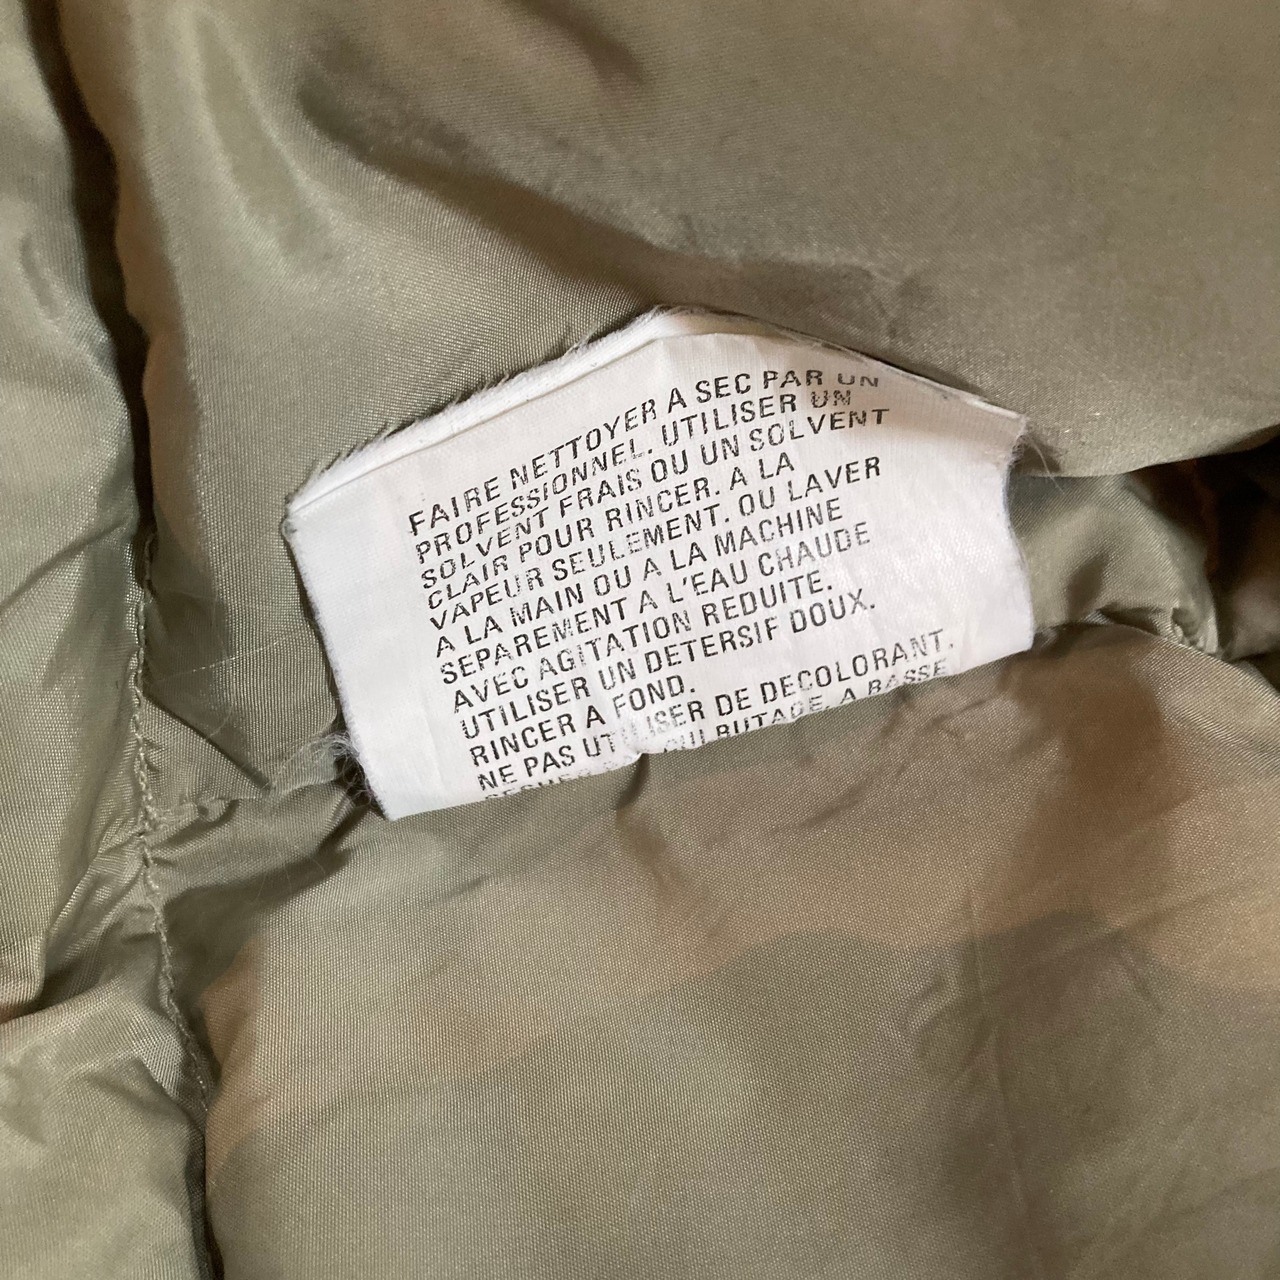 FAIRE NETTOYER A SEC PAR UN
PROFESSIONNEL. UTILISER UN
SOLVENT FRAIS OU UN SOLVENT
CLAIR POUR RINCER. A LA
VAPEUR SEULEMENT. OU LAVER
A LA MAIN OU A LA MACHINE
SEPAREMENT A L'EAU CHAUDE
AVEC AGITATION REDUITE.
UTILISER UN DETERSIF DOUX.
RINCER A FOND.
NE PAS UTILISER DE DECOLORANT.
A BASSE